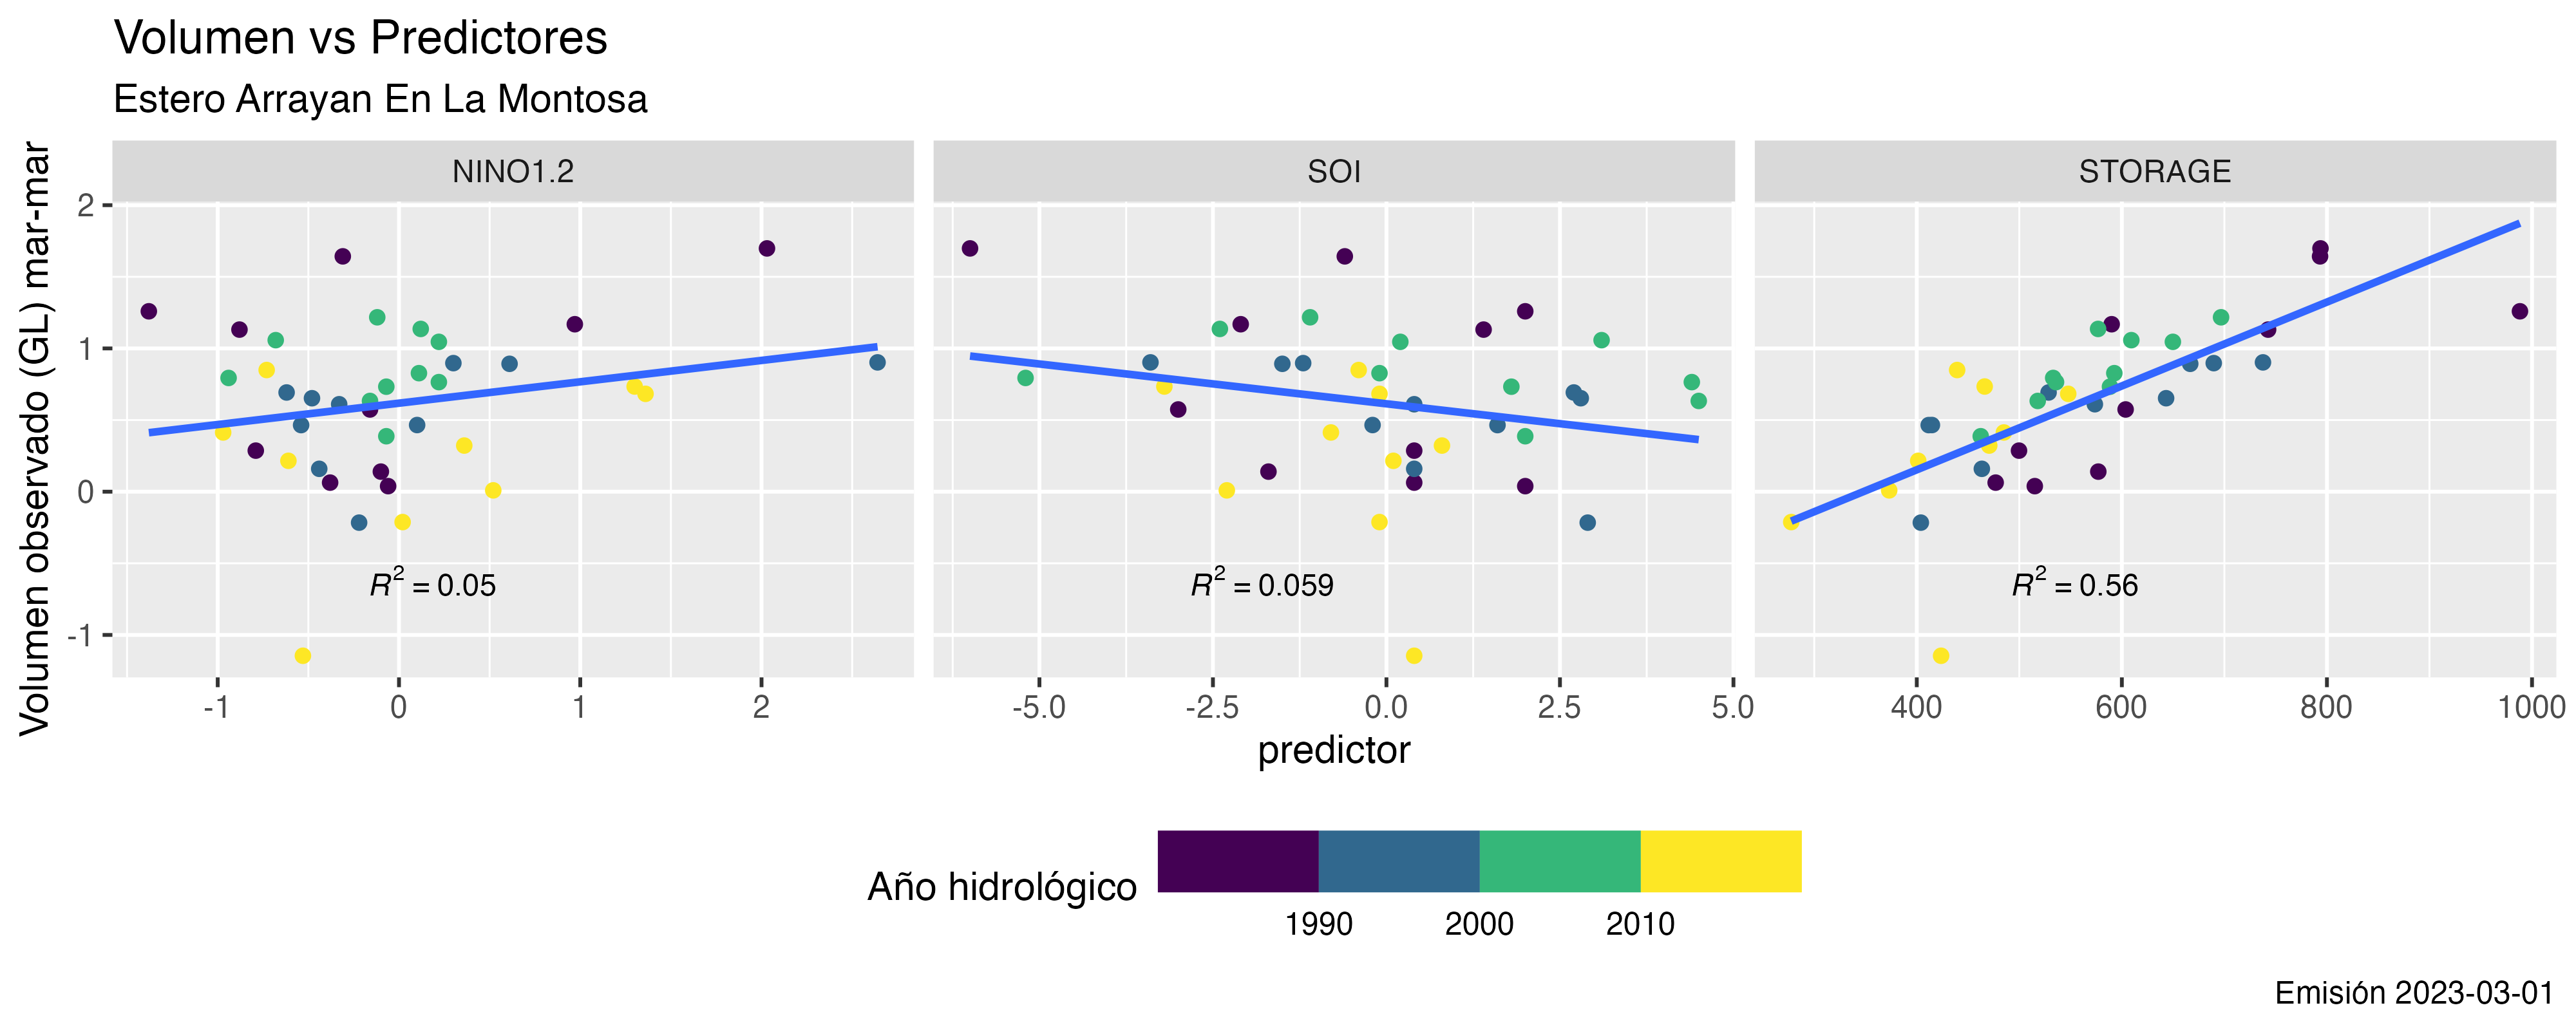 Volumen vs Predictores
Estero Arrayan En La Montosa
Volumen observado (GL) mar-mar
NINO1.2
SOI
STORAGE
2
1
0
-1
R² = 0.05
R² = 0.059
R² = 0.56
-1 0 1 2
-5.0 -2.5 0.0 2.5 5.0
400 600 800 1000
predictor
Año hidrológico
1990 2000 2010
Emisión 2023-03-01